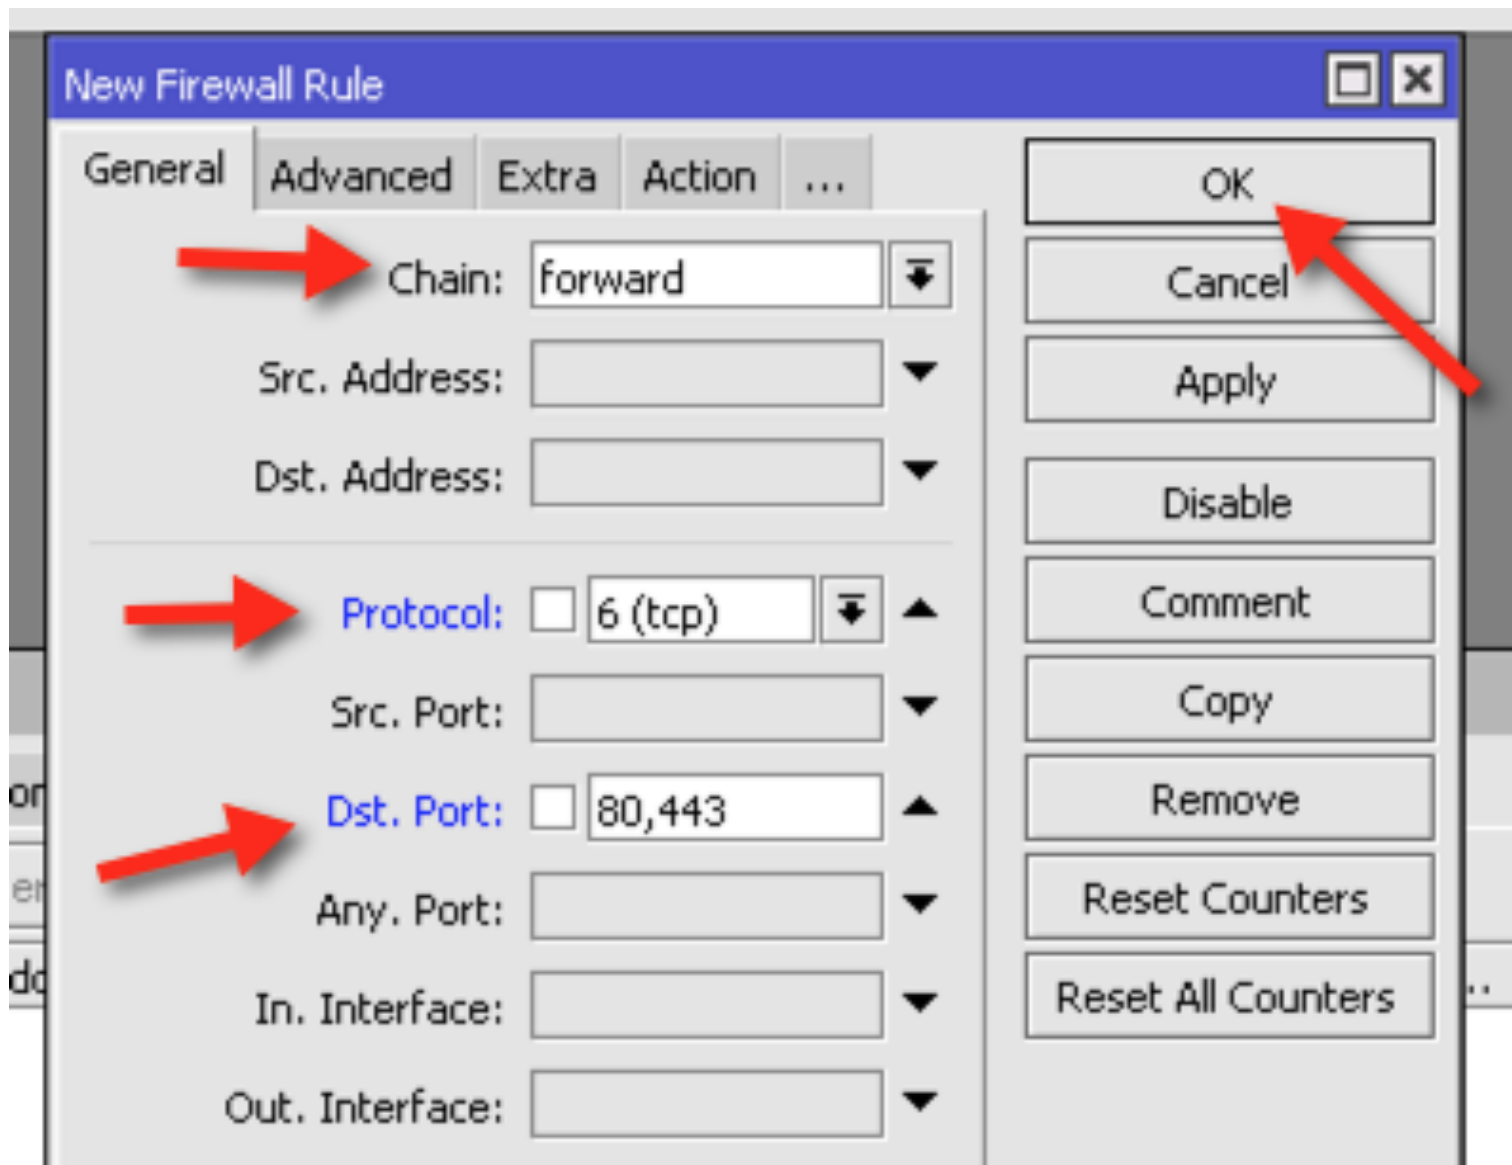 New Firewall Rule
General Advanced Extra Action ...
Chain: forward
Src. Address:
Dst. Address:
Protocol: 6 (tcp)
Src. Port:
Dst. Port: 80,443
Any. Port:
In. Interface:
Out. Interface:
OK
Cancel
Apply
Disable
Comment
Copy
Remove
Reset Counters
Reset All Counters